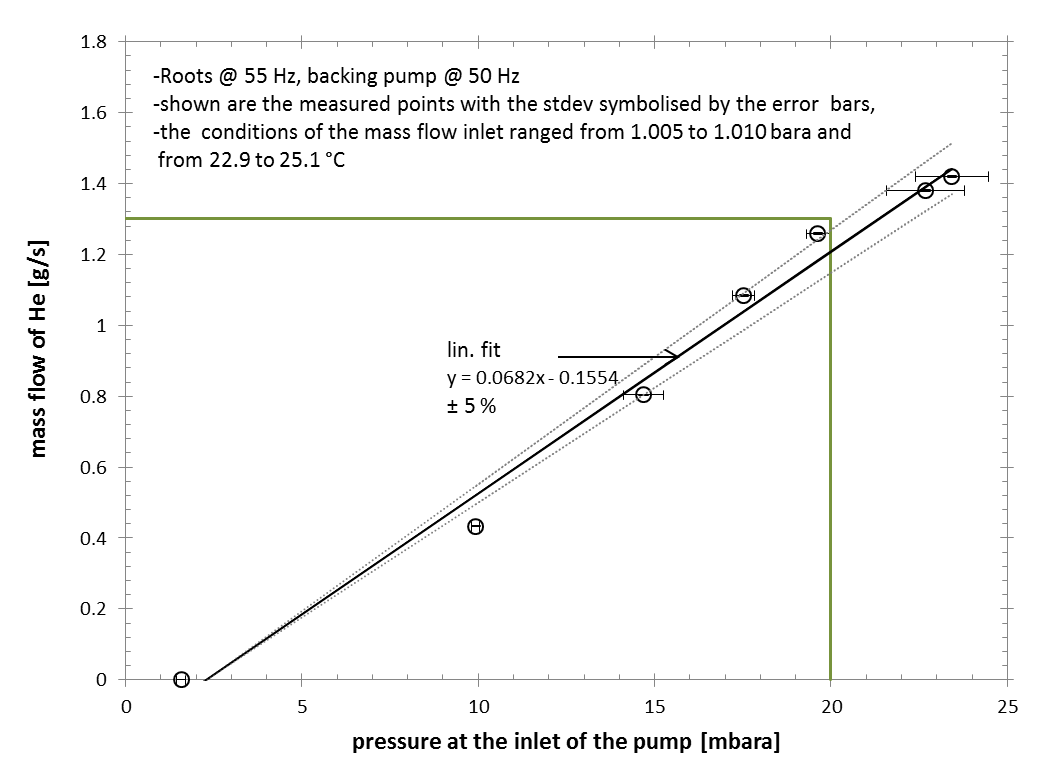 1.8
-Roots @ 55 Hz, backing pump @ 50 Hz
-shown are the measured points with the stdev symbolised by the error bars,
1.6
-the conditions of the mass flow inlet ranged from 1.005 to 1.010 bara and
from 22.9 to 25.1 °C
1.4
1.2
mass flow of He [g/s]
1
lin. fit
y = 0.0682x - 0.1554
± 5 %
0.8
0.6
0.4
0.2
0
0 5 10 15 20 25
pressure at the inlet of the pump [mbara]